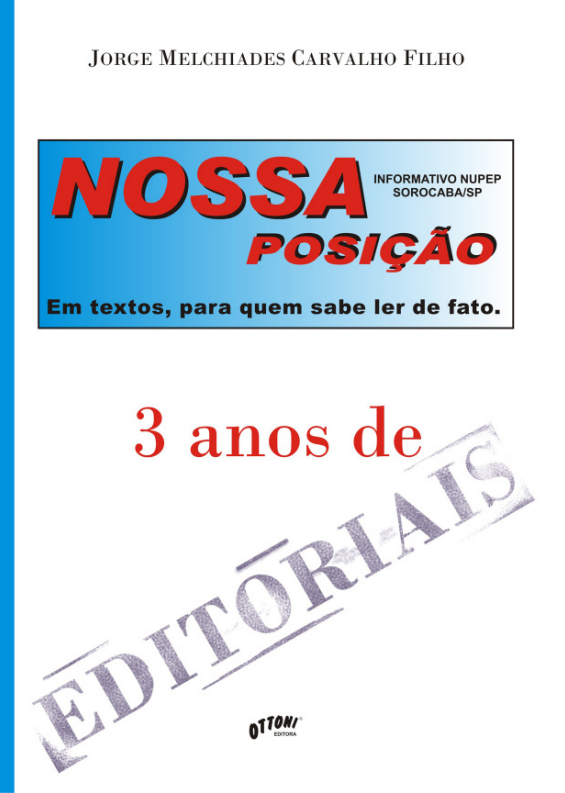 JORGE MELCHIADES CARVALHO FILHO
NOSSA
INFORMATIVO NUPEP
SOROCABA/SP
POSIÇÃO
Em textos, para quem sabe ler de fato.
3 anos de
EDITORIAIS
OTTONI
EDITORA